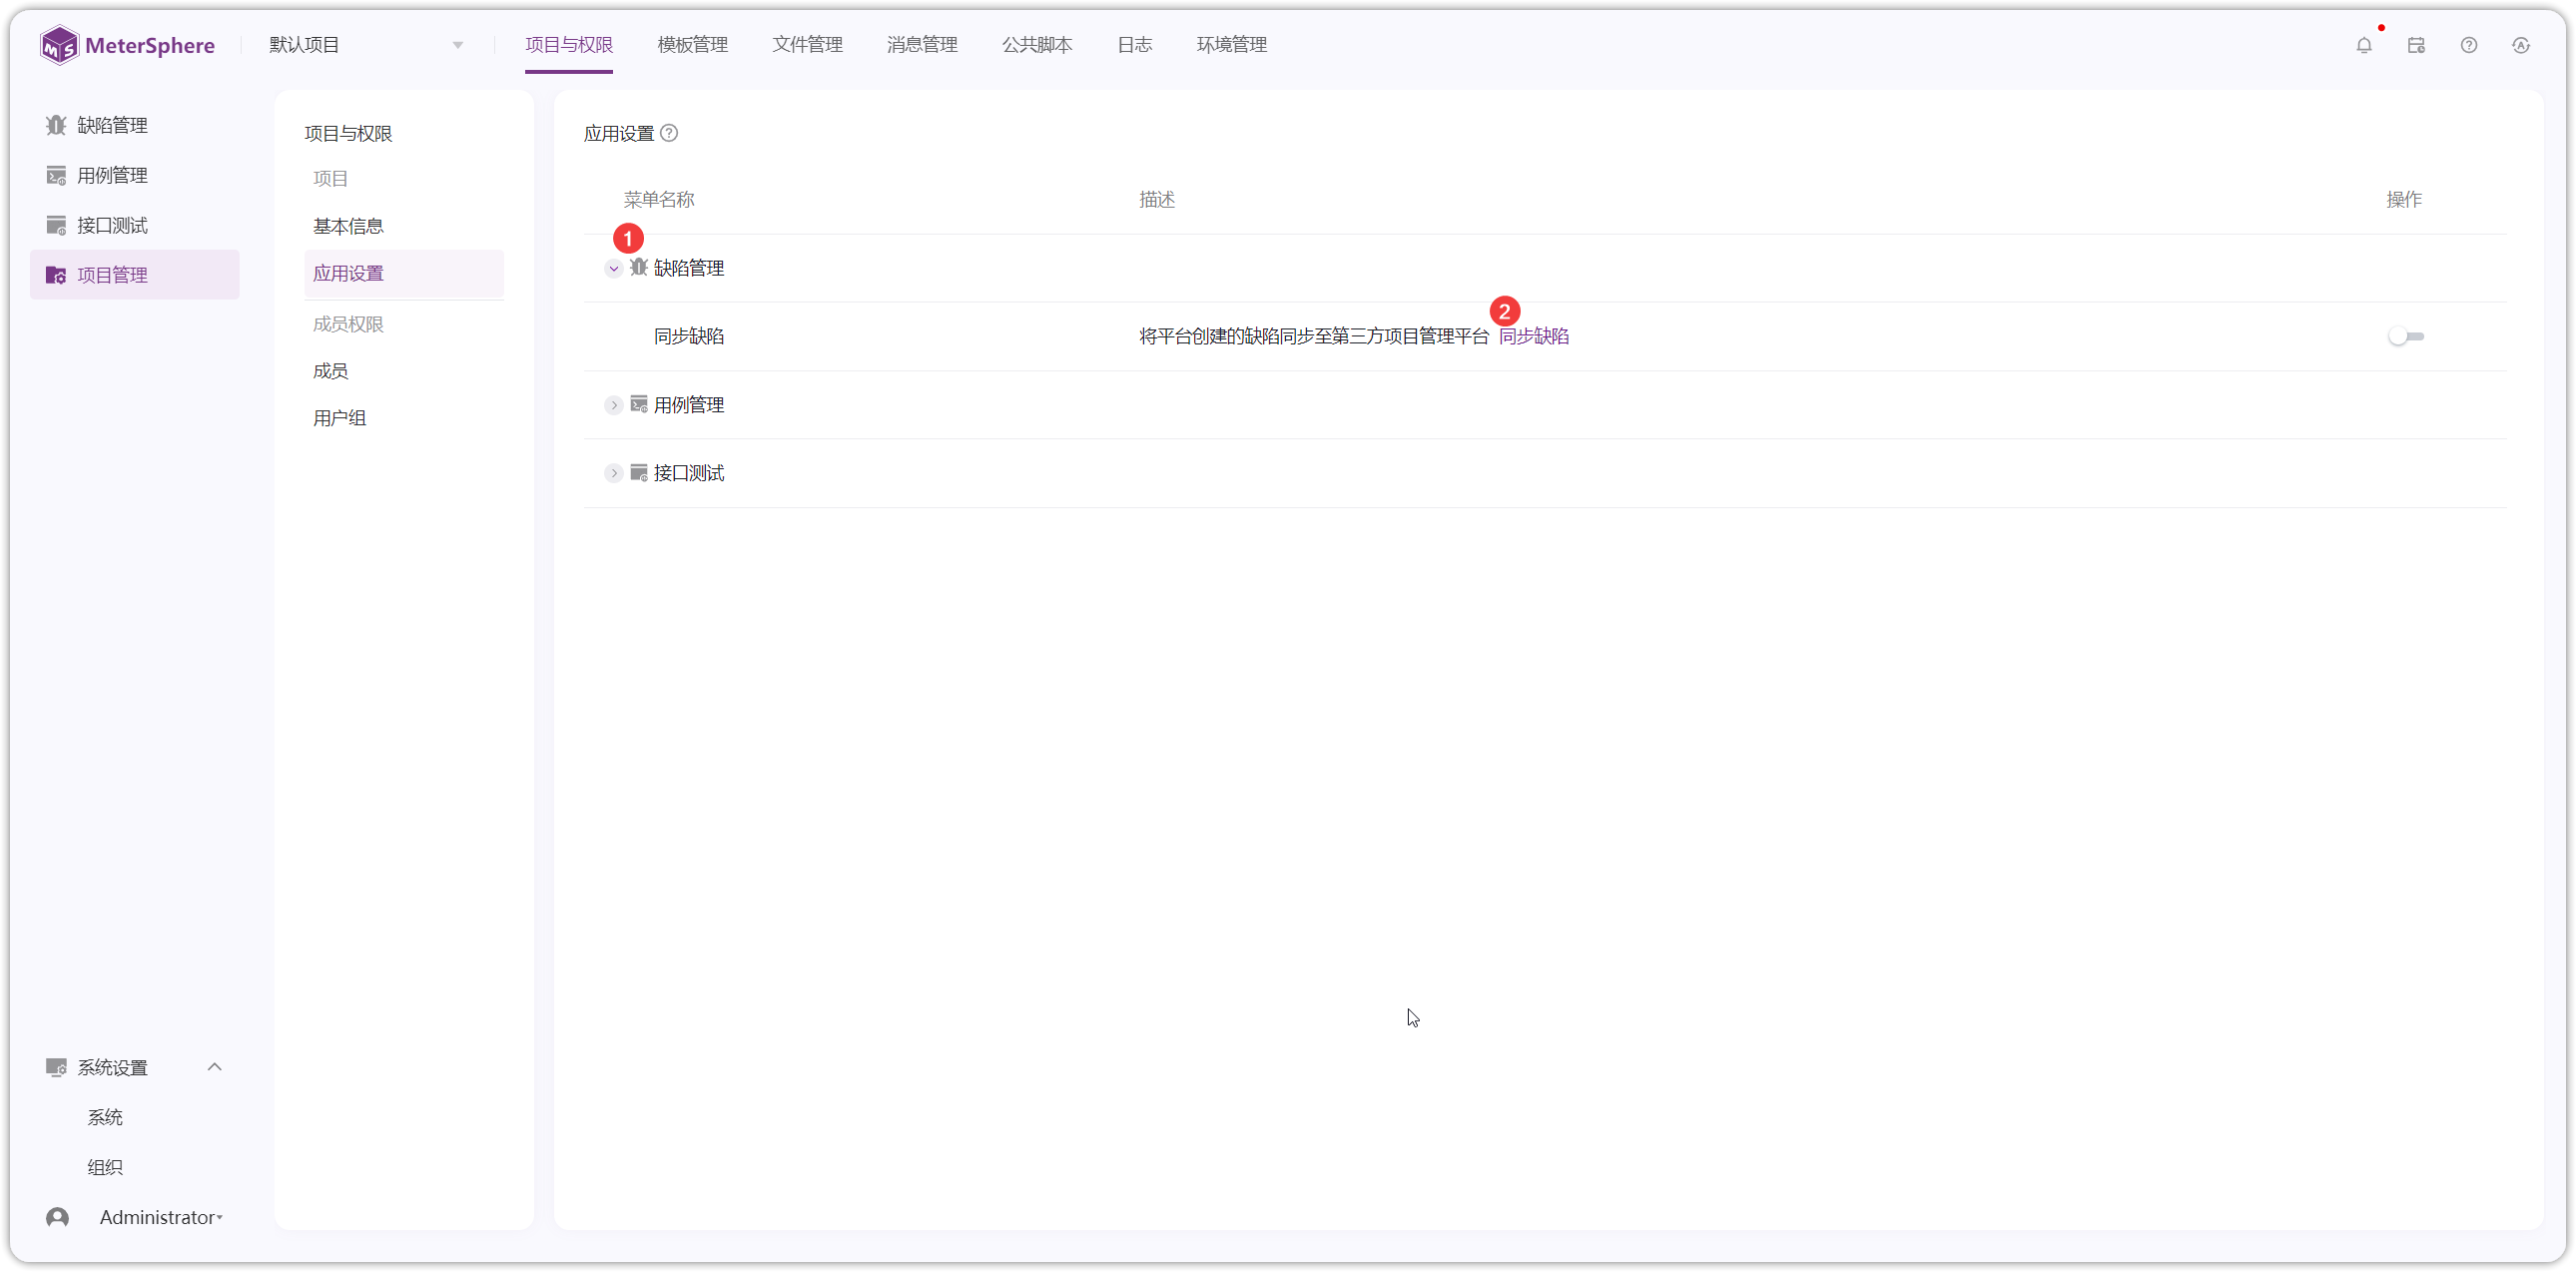 MeterSphere 默认项目 项目与权限 模板管理 文件管理 消息管理 公共脚本 日志 环境管理
缺陷管理
用例管理
接口测试
项目管理
系统设置
系统
组织
Administrator
项目与权限
项目
基本信息
应用设置
成员权限
成员
用户组
应用设置
菜单名称 描述 操作
1
缺陷管理
2
同步缺陷 将平台创建的缺陷同步至第三方项目管理平台 同步缺陷
用例管理
接口测试